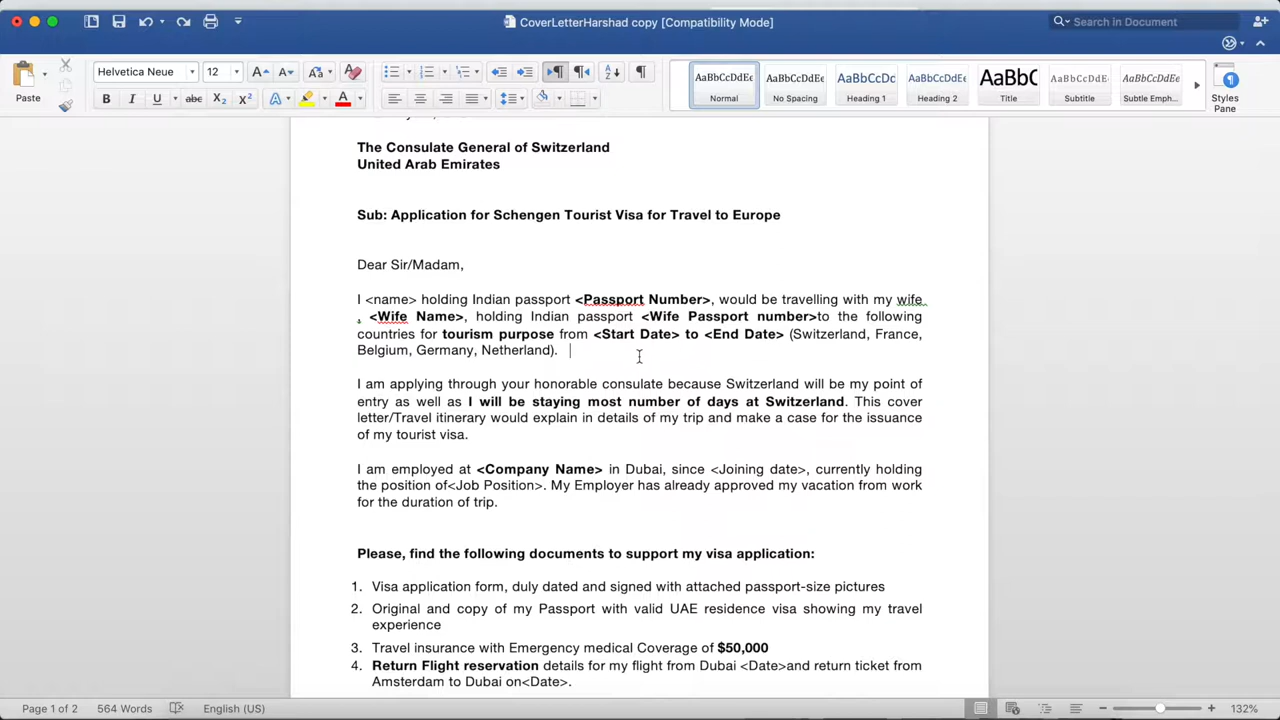 CoverLetterHarshad copy [Compatibility Mode]
Search in Document
Paste
Helvetica Neue
12
A A Aa A
B I U abc X2 X2 A A
AaBbCcDdEe AaBbCcDdEe AaBbCcDc AaBbCcDdEe AaBbC AaBbCcDdEe AaBbCcDdEe
Normal No Spacing Heading 1 Heading 2 Title Subtitle Subtle Emph...
Styles
Pane
The Consulate General of Switzerland
United Arab Emirates
Sub: Application for Schengen Tourist Visa for Travel to Europe
Dear Sir/Madam,
I <name> holding Indian passport <Passport Number>, would be travelling with my wife
, <Wife Name>, holding Indian passport <Wife Passport number>to the following
countries for tourism purpose from <Start Date> to <End Date> (Switzerland, France,
Belgium, Germany, Netherland).
I am applying through your honorable consulate because Switzerland will be my point of
entry as well as I will be staying most number of days at Switzerland. This cover
letter/Travel itinerary would explain in details of my trip and make a case for the issuance
of my tourist visa.
I am employed at <Company Name> in Dubai, since <Joining date>, currently holding
the position of<Job Position>. My Employer has already approved my vacation from work
for the duration of trip.
Please, find the following documents to support my visa application:
1. Visa application form, duly dated and signed with attached passport-size pictures
2. Original and copy of my Passport with valid UAE residence visa showing my travel
experience
3. Travel insurance with Emergency medical Coverage of $50,000
4. Return Flight reservation details for my flight from Dubai <Date>and return ticket from
Amsterdam to Dubai on<Date>.
Page 1 of 2 564 Words English (US) 132%